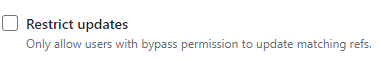 Restrict updates
Only allow users with bypass permission to update matching refs.